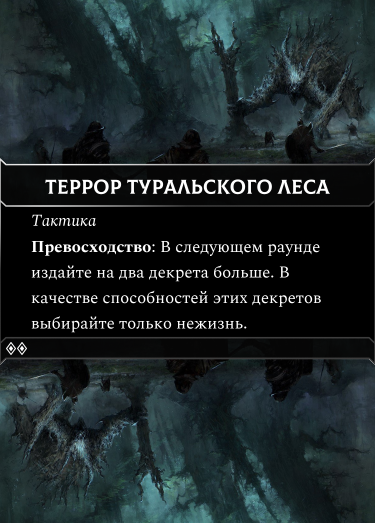 ТЕРРОР ТУРАЛЬСКОГО ЛЕСА
Тактика
Превосходство: В следующем раунде
издайте на два декрета больше. В
качестве способностей этих декретов
выбирайте только нежизнь.